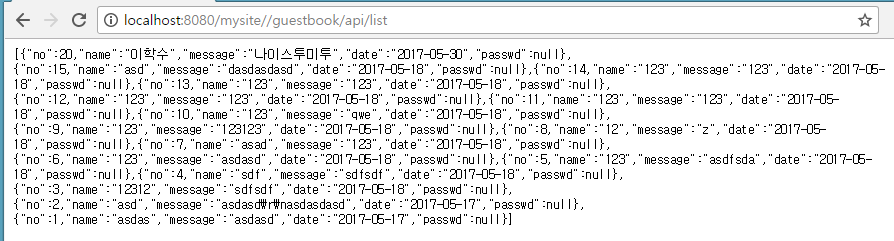 localhost:8080/mysite//guestbook/api/list
[{"no":20,"name":"이학수","message":"나이스투미투","date":"2017-05-30","passwd":null},
{"no":15,"name":"asd","message":"dasdasdasd","date":"2017-05-18","passwd":null},{"no":14,"name":"123","message":"123","date":"2017-05-
18","passwd":null},{"no":13,"name":"123","message":"123","date":"2017-05-18","passwd":null},
{"no":12,"name":"123","message":"123","date":"2017-05-18","passwd":null},{"no":11,"name":"123","message":"123","date":"2017-05-
18","passwd":null},{"no":10,"name":"123","message":"qwe","date":"2017-05-18","passwd":null},
{"no":9,"name":"123","message":"123123","date":"2017-05-18","passwd":null},{"no":8,"name":"12","message":"z","date":"2017-05-
18","passwd":null},{"no":7,"name":"asad","message":"123","date":"2017-05-18","passwd":null},
{"no":6,"name":"123","message":"asdasd","date":"2017-05-18","passwd":null},{"no":5,"name":"123","message":"asdfsda","date":"2017-05-
18","passwd":null},{"no":4,"name":"sdf","message":"sdfsdf","date":"2017-05-18","passwd":null},
{"no":3,"name":"12312","message":"sdfsdf","date":"2017-05-18","passwd":null},
{"no":2,"name":"asd","message":"asdasd₩r₩nasdasdasd","date":"2017-05-17","passwd":null},
{"no":1,"name":"asdas","message":"asdasd","date":"2017-05-17","passwd":null}]